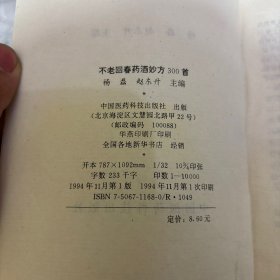 不老回春药酒妙方300首
杨磊 赵东升 主编
*
中国医药科技出版社 出版
(北京海淀区文慧园北路甲22号)
(邮政编码 100088)
华燕印刷厂印刷
全国各地新华书店 经销
*
开本 787×1092mm 1/32 印张
字数 233千字 印数1—10000
1994年11月第1版 1994年11月第1次印刷
ISBN 7-5067-1168-0/R·1049
定价:8.60元